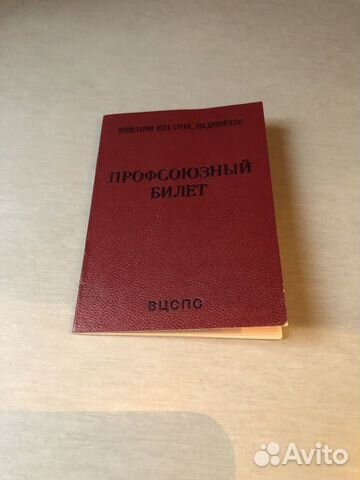 ПРОЛЕТАРИИ ВСЕХ СТРАН, СОЕДИНЯЙТЕСЬ!
ПРОФСОЮЗНЫЙ
БИЛЕТ
ВЦСПС
Avito